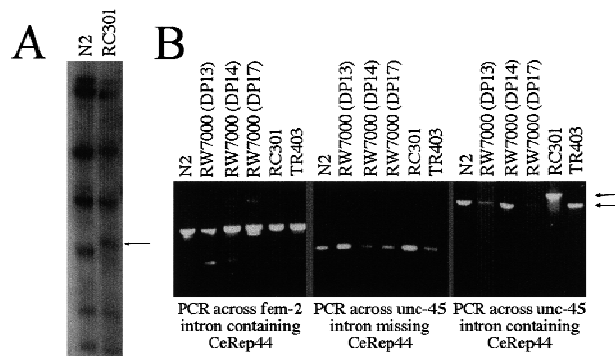 A
N2
RC301
B
N2
RW7000 (DP13)
RW7000 (DP14)
RW7000 (DP17)
RC301
TR403
N2
RW7000 (DP13)
RW7000 (DP14)
RW7000 (DP17)
RC301
TR403
N2
RW7000 (DP13)
RW7000 (DP14)
RW7000 (DP17)
RC301
TR403
PCR across fem-2
intron containing
CeRep44
PCR across unc-45
intron missing
CeRep44
PCR across unc-45
intron containing
CeRep44